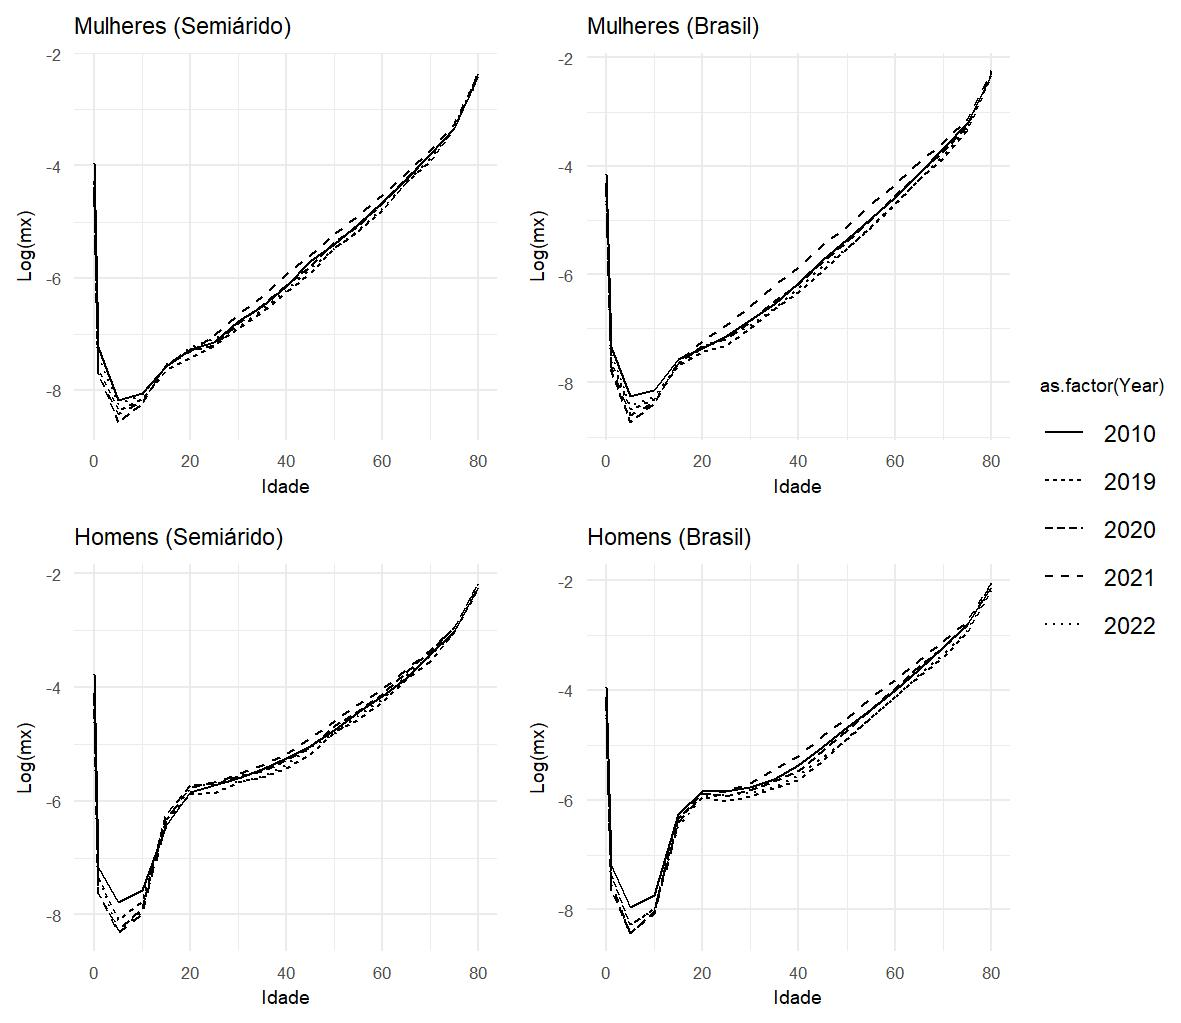 Mulheres (Semiárido)
-2
-4
-6
-8
Log(mx)
0 20 40 60 80
Idade
Mulheres (Brasil)
-2
-4
-6
-8
Log(mx)
0 20 40 60 80
Idade
Homens (Semiárido)
-2
-4
-6
-8
Log(mx)
0 20 40 60 80
Idade
Homens (Brasil)
-2
-4
-6
-8
Log(mx)
0 20 40 60 80
Idade
as.factor(Year)
2010
2019
2020
2021
2022